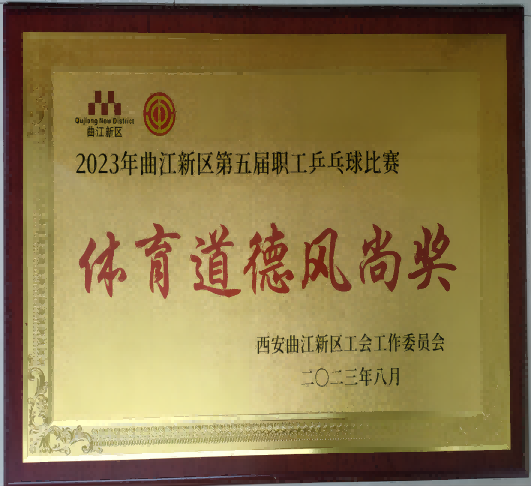 Qujiang New District
曲江新区
2023年曲江新区第五届职工乒乓球比赛
体育道德风尚奖
西安曲江新区工会工作委员会
二〇二三年八月